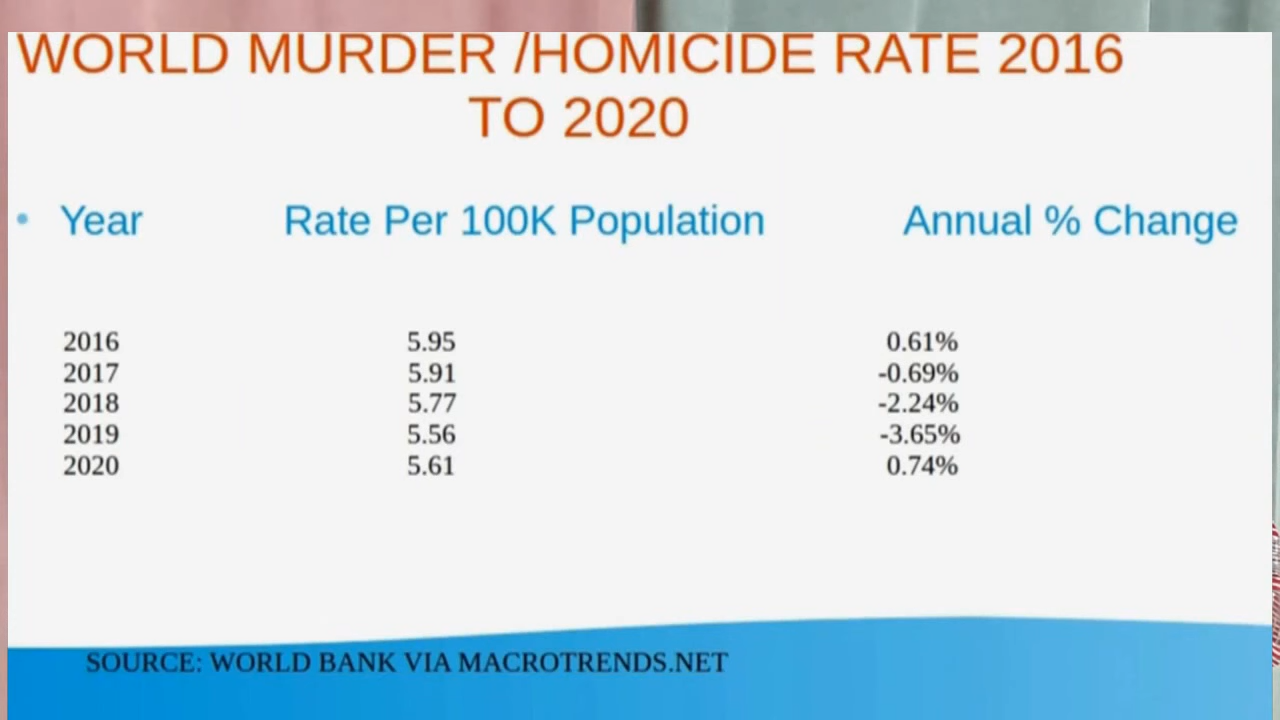 WORLD MURDER /HOMICIDE RATE 2016
TO 2020
• Year Rate Per 100K Population Annual % Change
2016 5.95 0.61%
2017 5.91 -0.69%
2018 5.77 -2.24%
2019 5.56 -3.65%
2020 5.61 0.74%
SOURCE: WORLD BANK VIA MACROTRENDS.NET